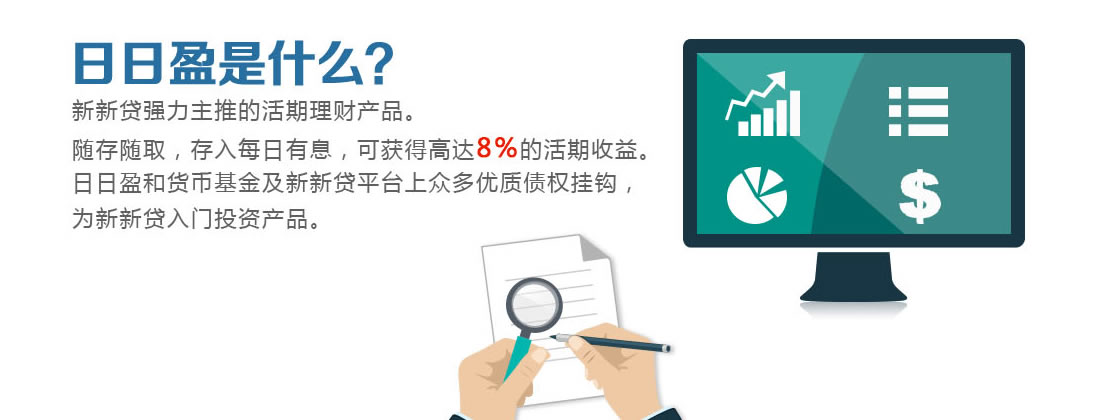 日日盈是什么?
新新贷强力主推的活期理财产品。
随存随取，存入每日有息，可获得高达8%的活期收益。
日日盈和货币基金及新新贷平台上众多优质债权挂钩，
为新新贷入门投资产品。
$